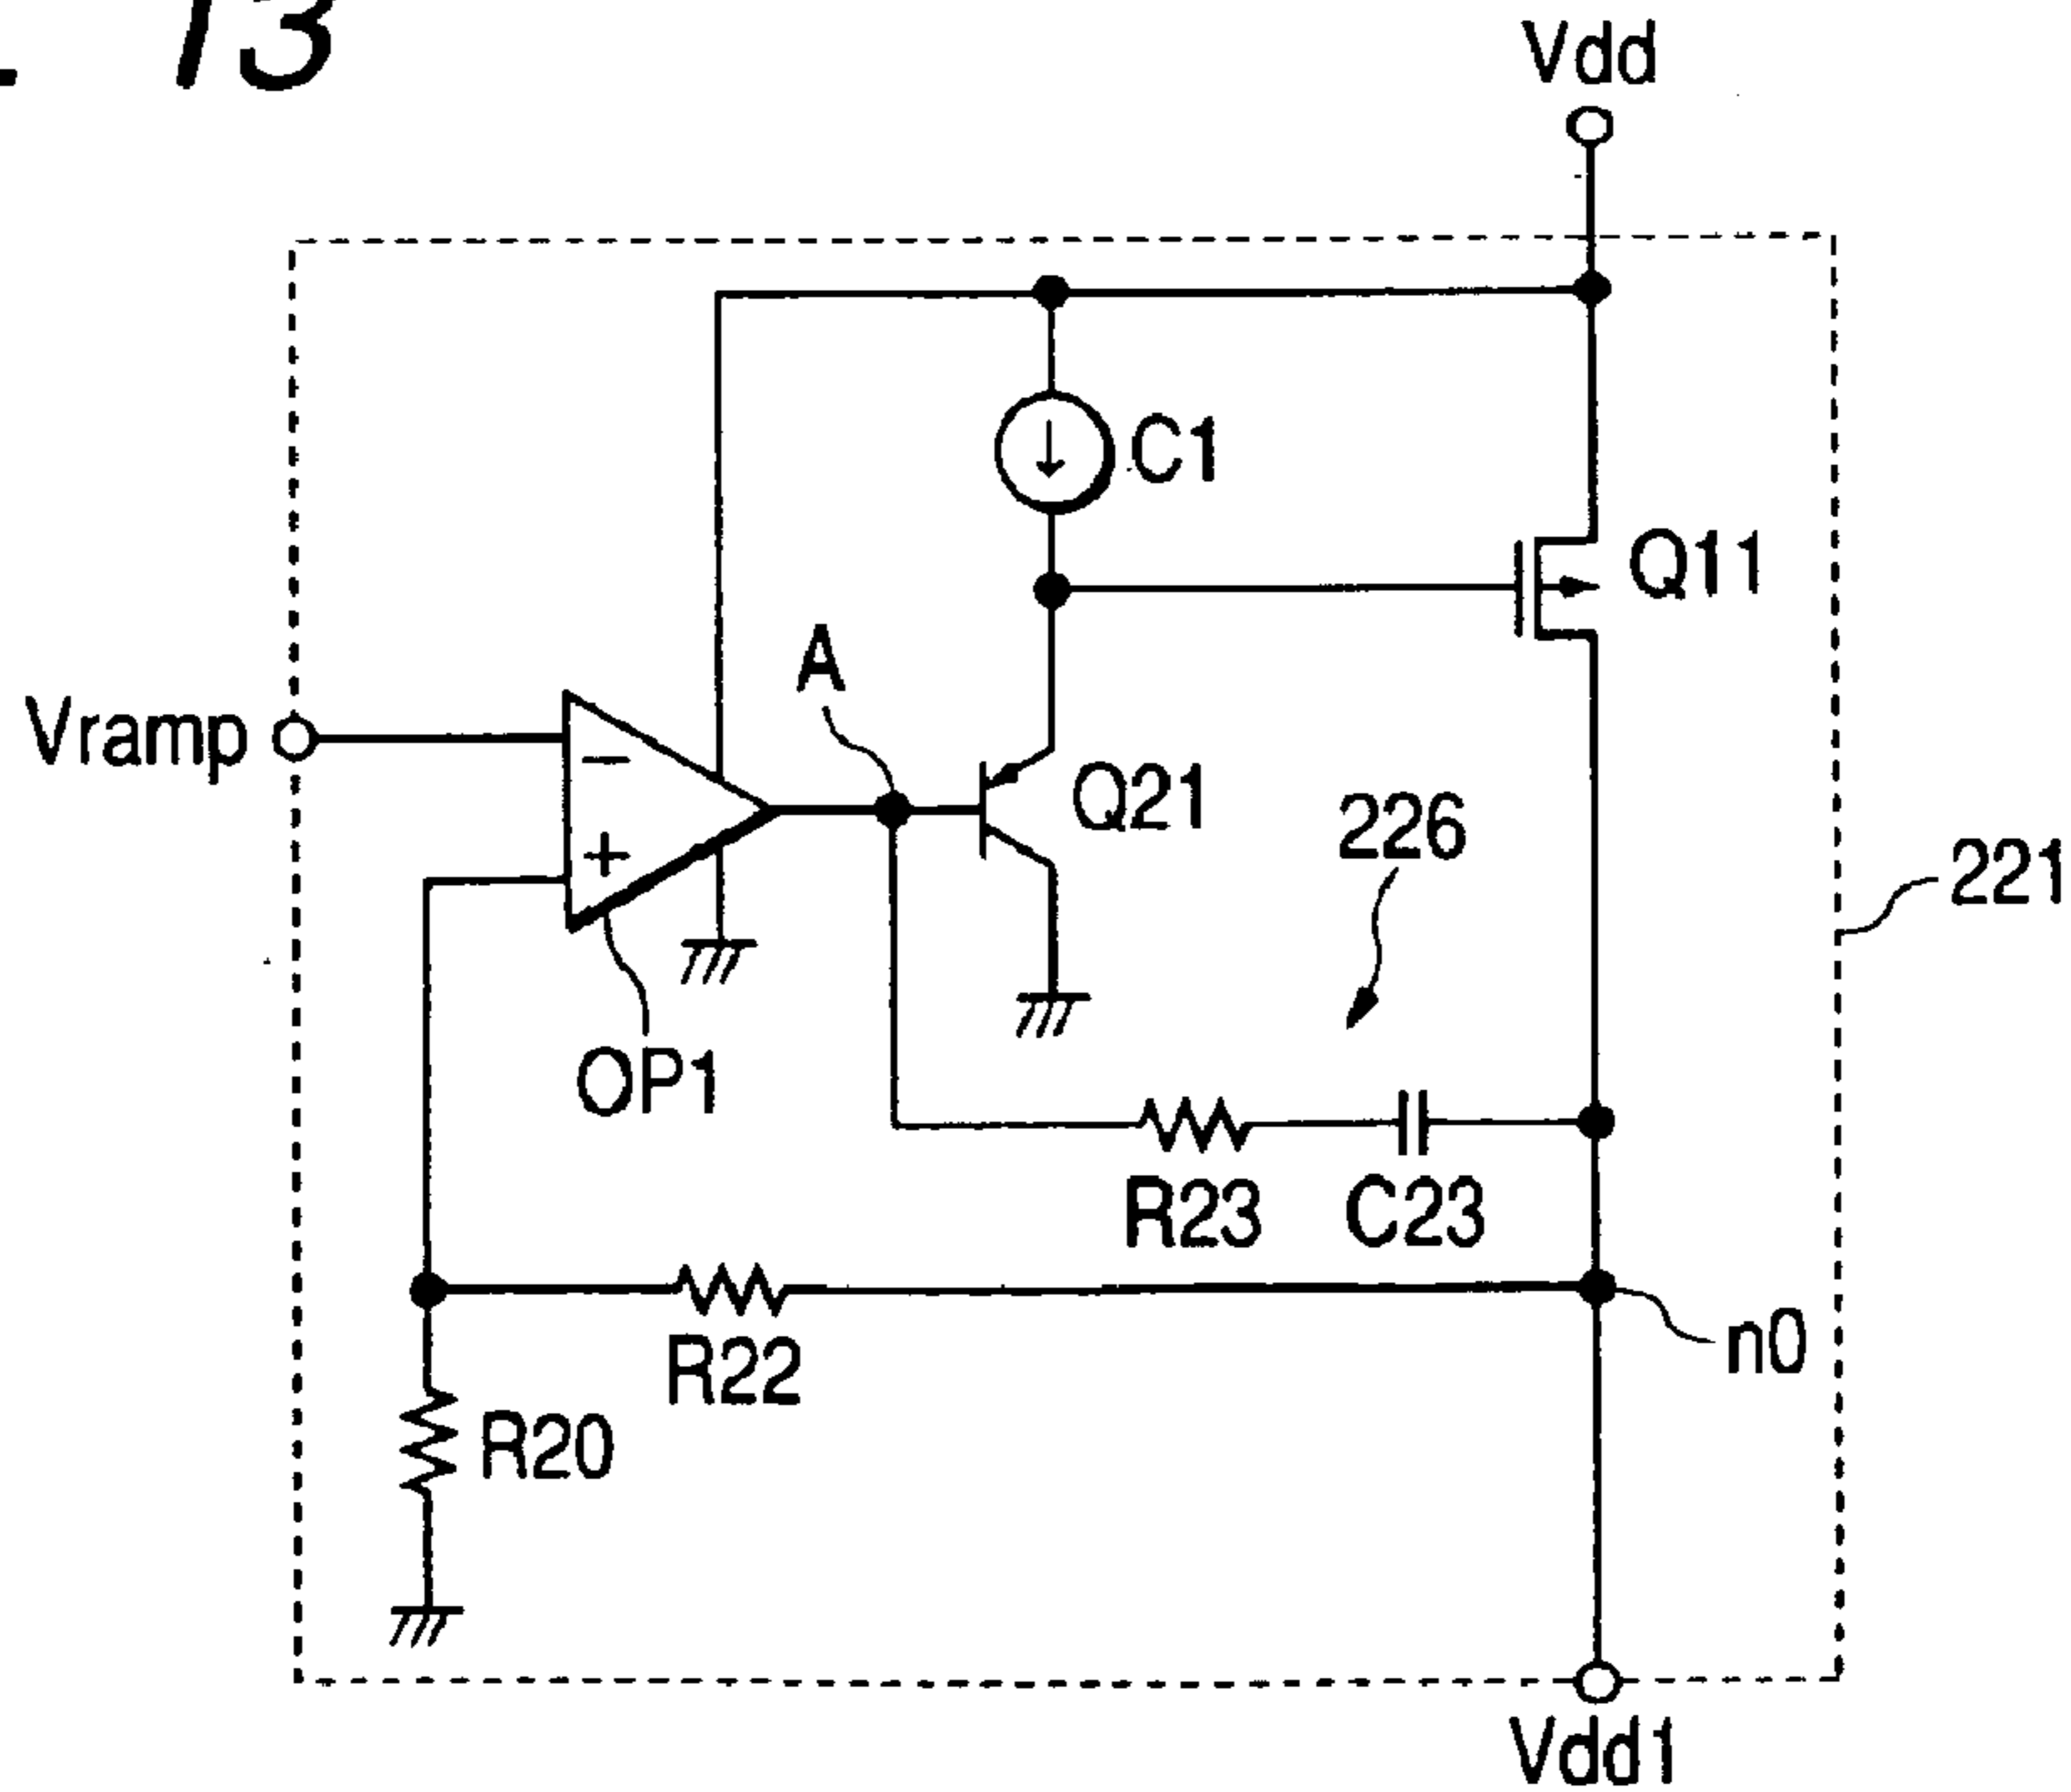 13
Vdd
C1
Q11
A
Vramp
−
+
Q21
226
221
OP1
R23
C23
R22
n0
R20
Vdd1